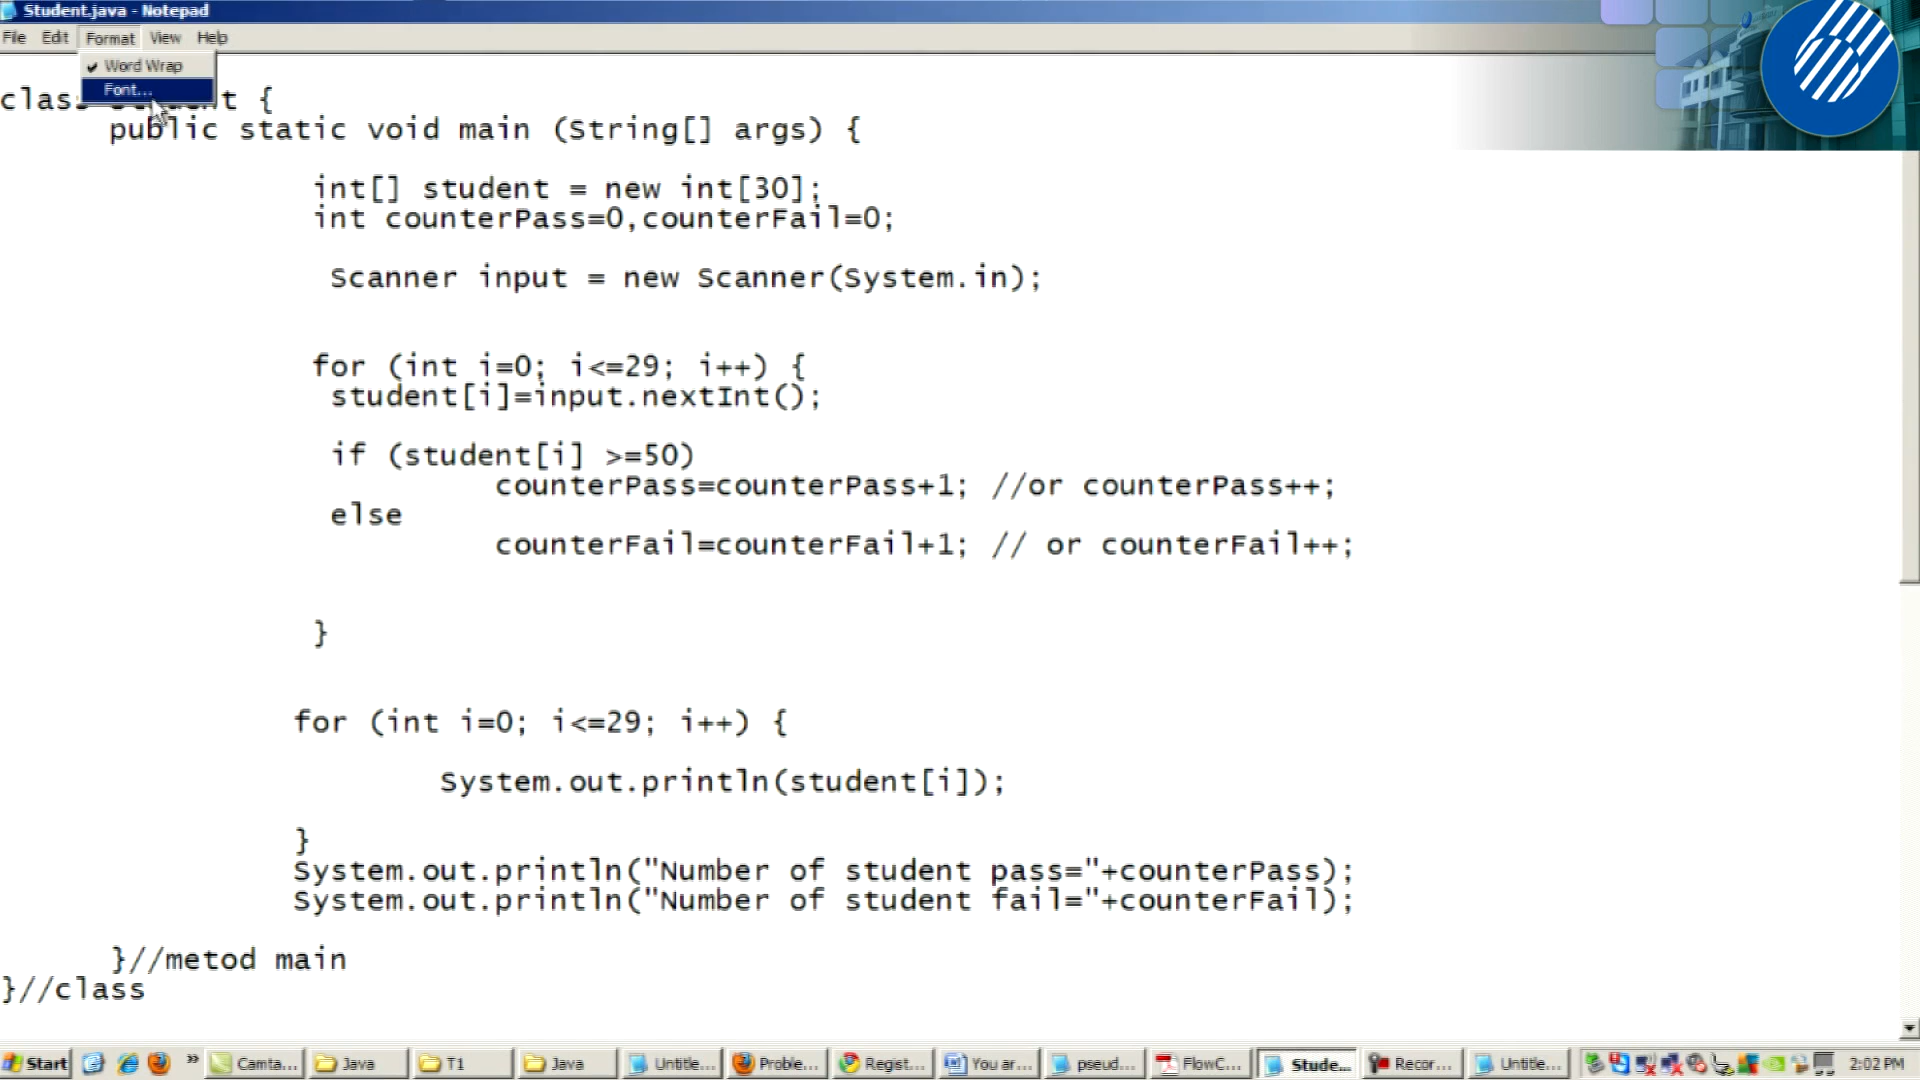 Student.java - Notepad
File Edit Format View Help
Word Wrap
Font...
class Student {
public static void main (String[] args) {
int[] student = new int[30];
int counterPass=0,counterFail=0;
Scanner input = new Scanner(System.in);
for (int i=0; i<=29; i++) {
student[i]=input.nextInt();
if (student[i] >=50)
counterPass=counterPass+1; //or counterPass++;
else
counterFail=counterFail+1; // or counterFail++;
}
for (int i=0; i<=29; i++) {
System.out.println(student[i]);
}
System.out.println("Number of student pass="+counterPass);
System.out.println("Number of student fail="+counterFail);
}//metod main
}//class
Start » Camta... Java T1 Java Untitle... Proble... Regist... You ar... pseud... FlowC... Stude... Recor... Untitle... 2:02 PM